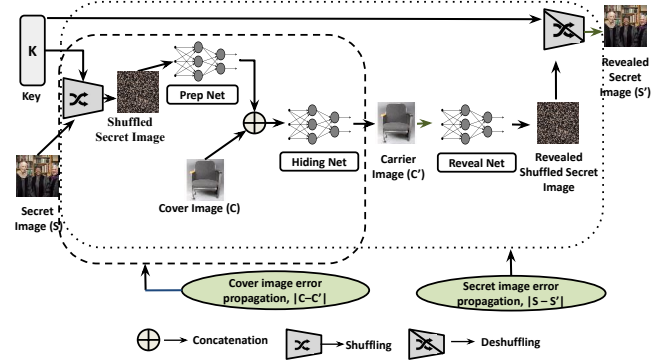 K
Key
Shuffled
Secret Image
Prep Net
Secret
Image (S)
Cover Image (C)
Hiding Net
Carrier
Image (C')
Reveal Net
Revealed
Shuffled Secret
Image
Revealed
Secret
Image (S')
Cover image error
propagation, |C–C'|
Secret image error
propagation, |S – S'|
Concatenation
Shuffling
Deshuffling